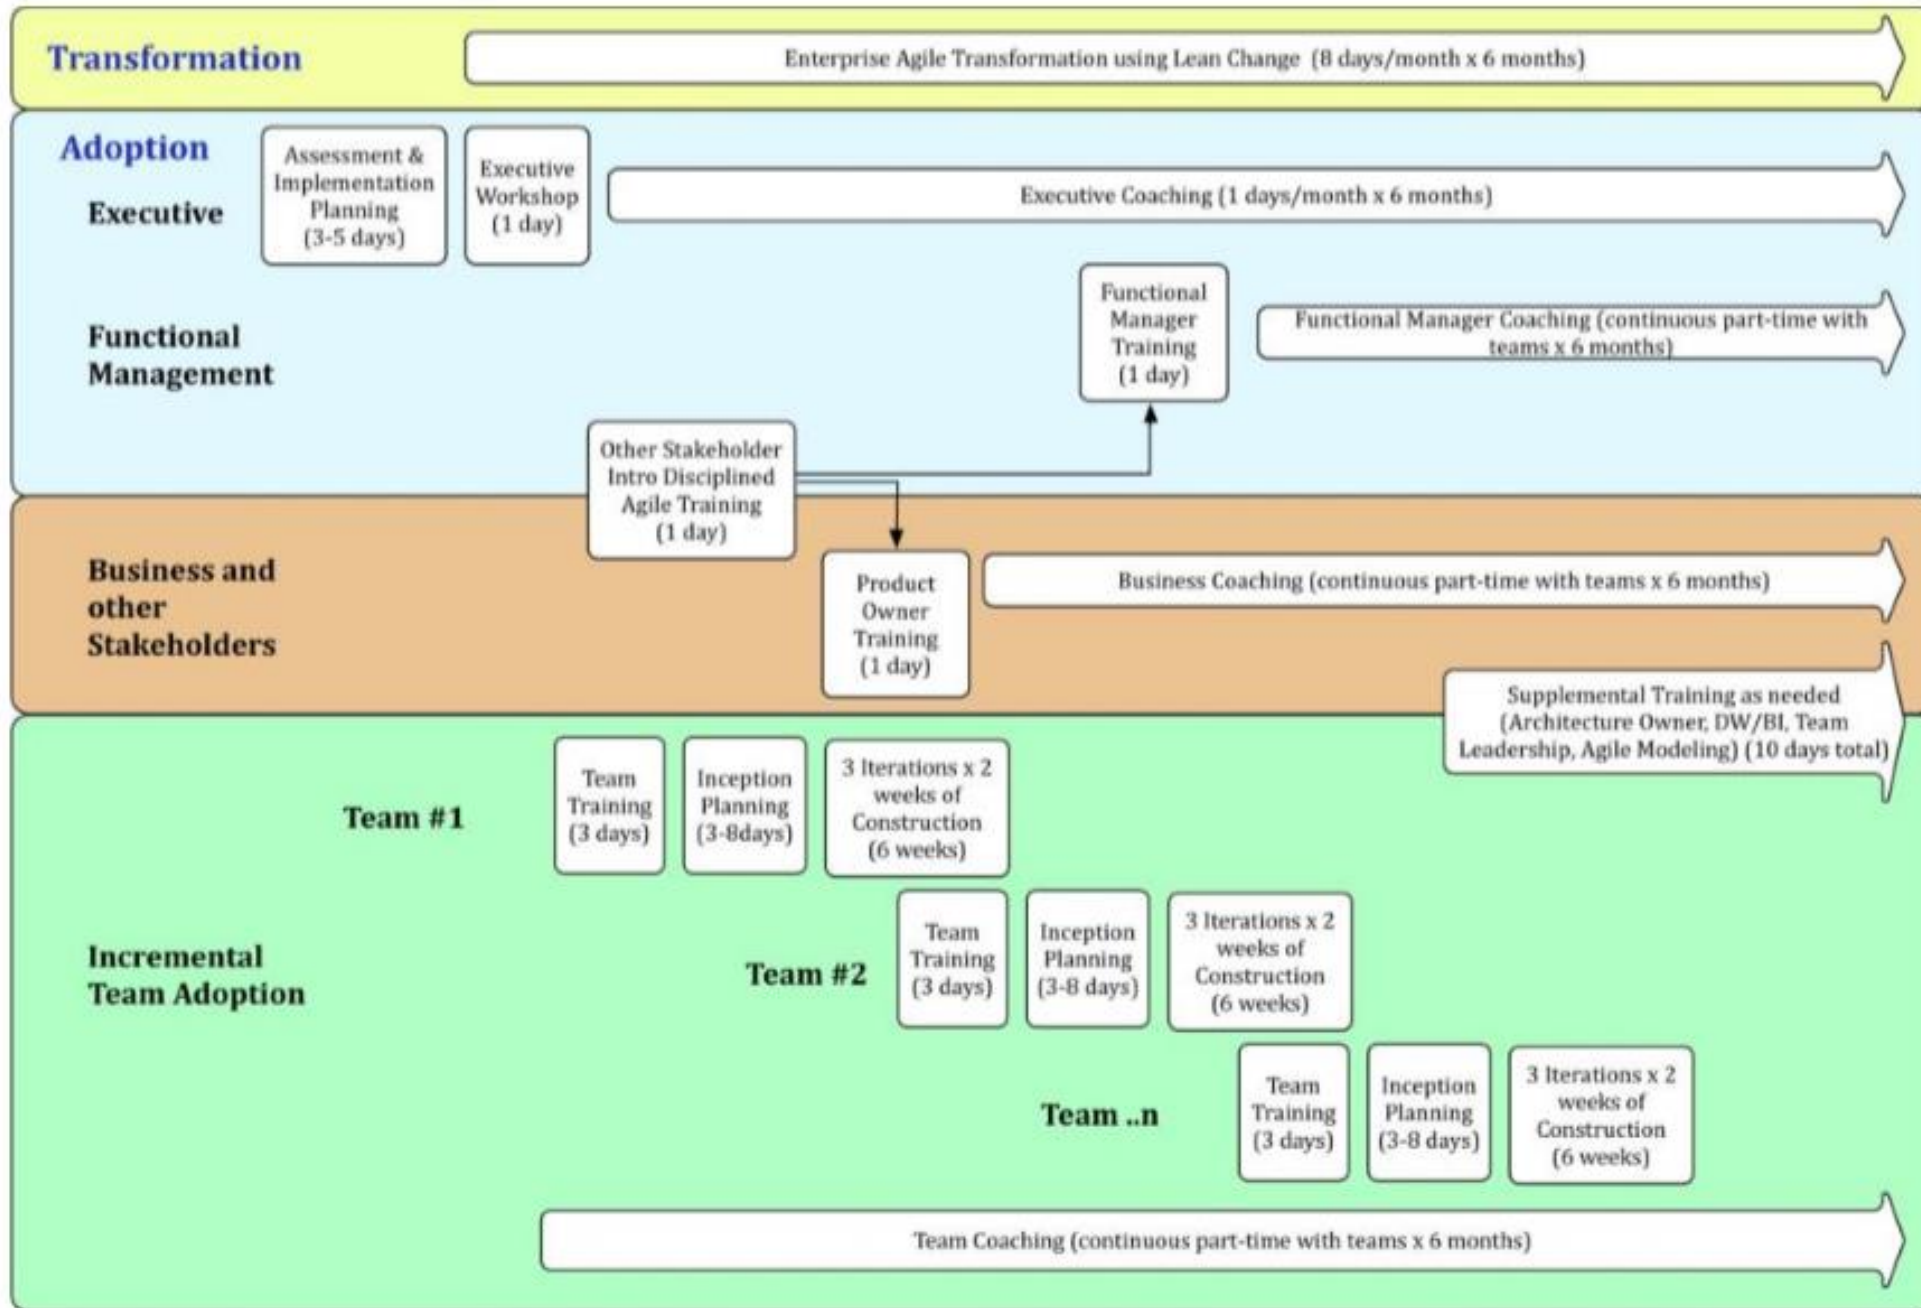 Transformation
Enterprise Agile Transformation using Lean Change (8 days/month x 6 months)
Adoption
Executive
Assessment &
Implementation
Planning
(3-5 days)
Executive
Workshop
(1 day)
Executive Coaching (1 days/month x 6 months)
Functional
Management
Functional
Manager
Training
(1 day)
Functional Manager Coaching (continuous part-time with
teams x 6 months)
Other Stakeholder
Intro Disciplined
Agile Training
(1 day)
Business and
other
Stakeholders
Product
Owner
Training
(1 day)
Business Coaching (continuous part-time with teams x 6 months)
Supplemental Training as needed
(Architecture Owner, DW/BI, Team
Leadership, Agile Modeling) (10 days total)
Incremental
Team Adoption
Team #1
Team
Training
(3 days)
Inception
Planning
(3-8days)
3 Iterations x 2
weeks of
Construction
(6 weeks)
Team #2
Team
Training
(3 days)
Inception
Planning
(3-8 days)
3 Iterations x 2
weeks of
Construction
(6 weeks)
Team ..n
Team
Training
(3 days)
Inception
Planning
(3-8 days)
3 Iterations x 2
weeks of
Construction
(6 weeks)
Team Coaching (continuous part-time with teams x 6 months)